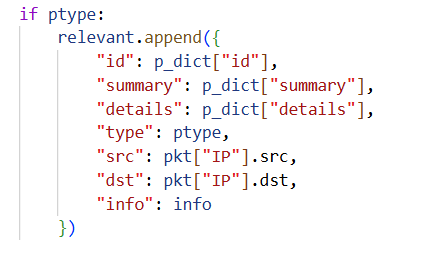 if ptype:
    relevant.append({
        "id": p_dict["id"],
        "summary": p_dict["summary"],
        "details": p_dict["details"],
        "type": ptype,
        "src": pkt["IP"].src,
        "dst": pkt["IP"].dst,
        "info": info
    })